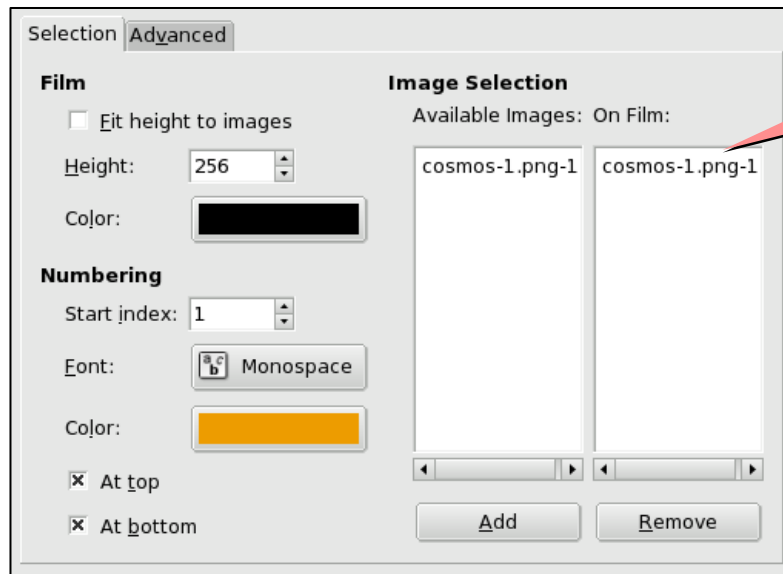 Selection Advanced
Film
Fit height to images
Height: 256
Color:
Numbering
Start index: 1
Font: abc Monospace
Color:
At top
At bottom
Image Selection
Available Images: On Film:
cosmos-1.png-1 cosmos-1.png-1
Add Remove